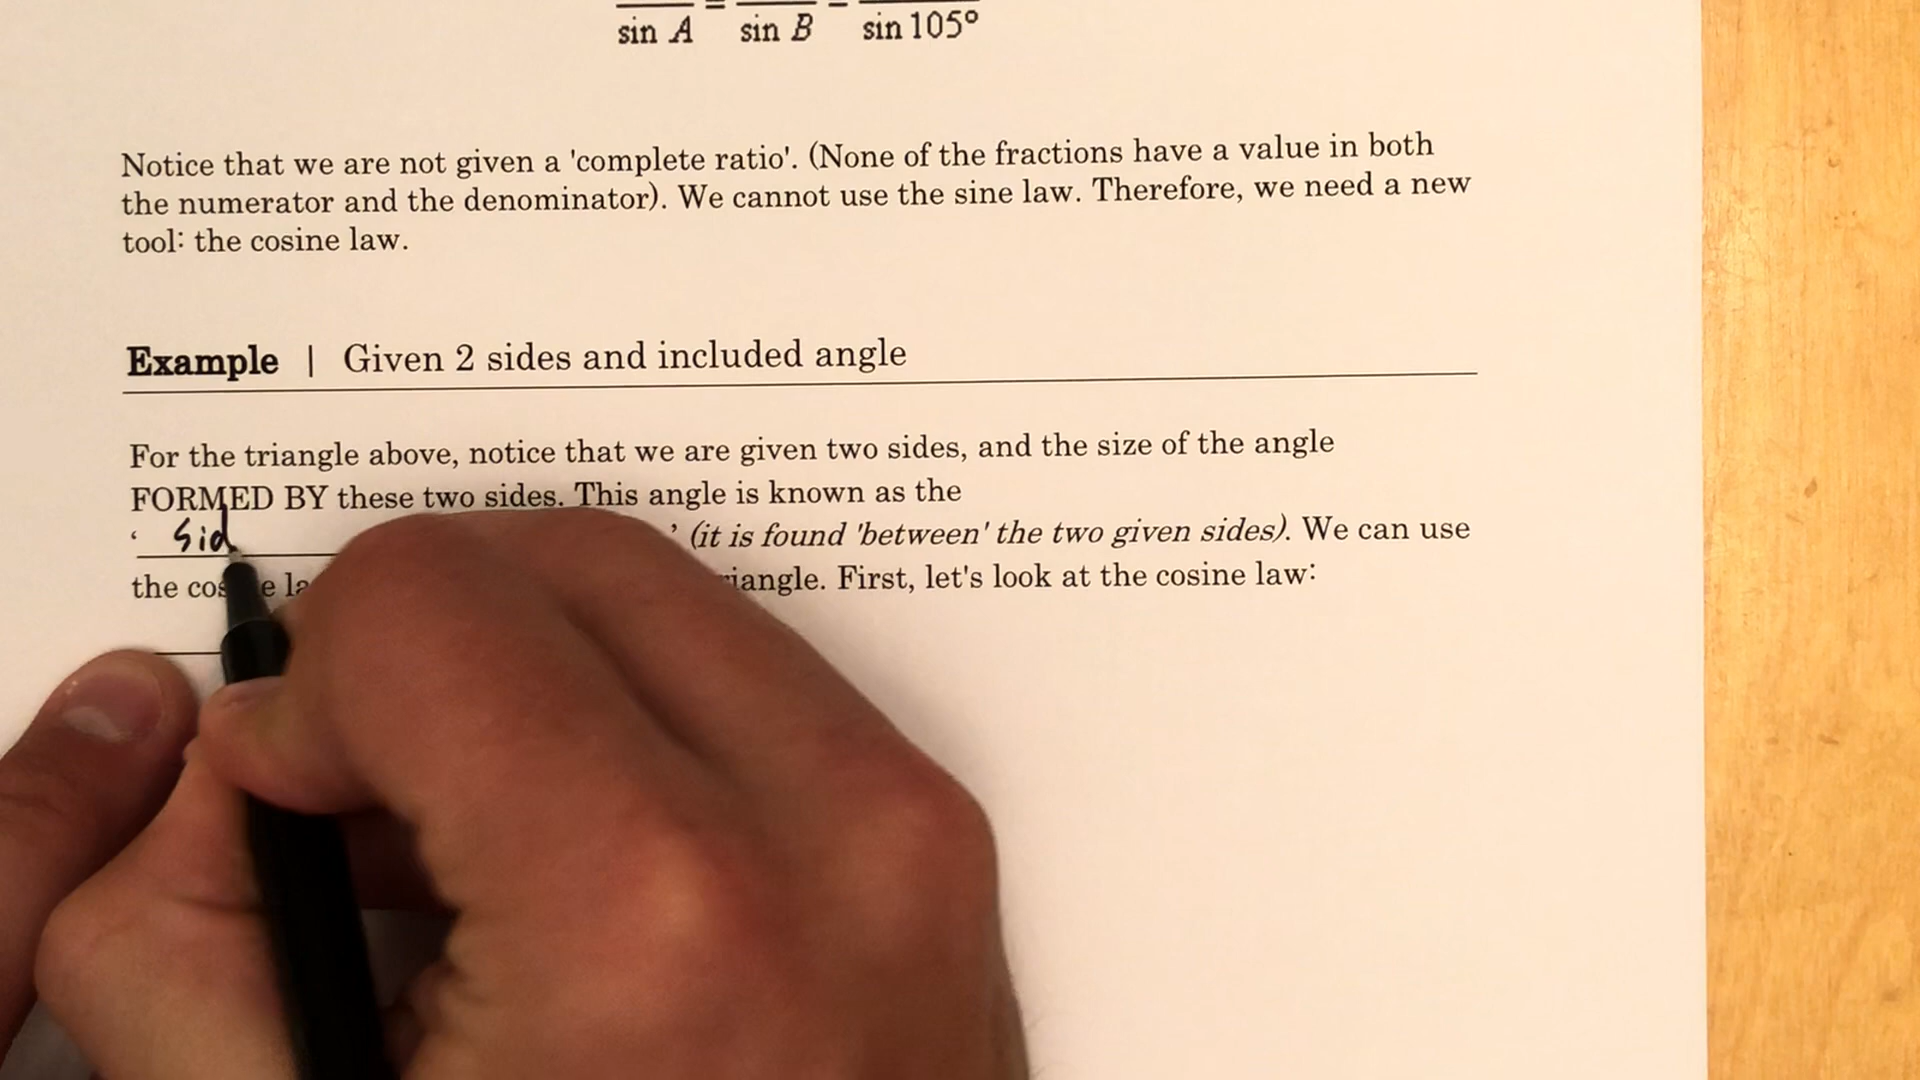 sin A = sin B = sin 105°
Notice that we are not given a 'complete ratio'. (None of the fractions have a value in both
the numerator and the denominator). We cannot use the sine law. Therefore, we need a new
tool: the cosine law.
Example | Given 2 sides and included angle
For the triangle above, notice that we are given two sides, and the size of the angle
FORMED BY these two sides. This angle is known as the
‘ Sid ’ (it is found 'between' the two given sides). We can use
the triangle. First, let's look at the cosine law: